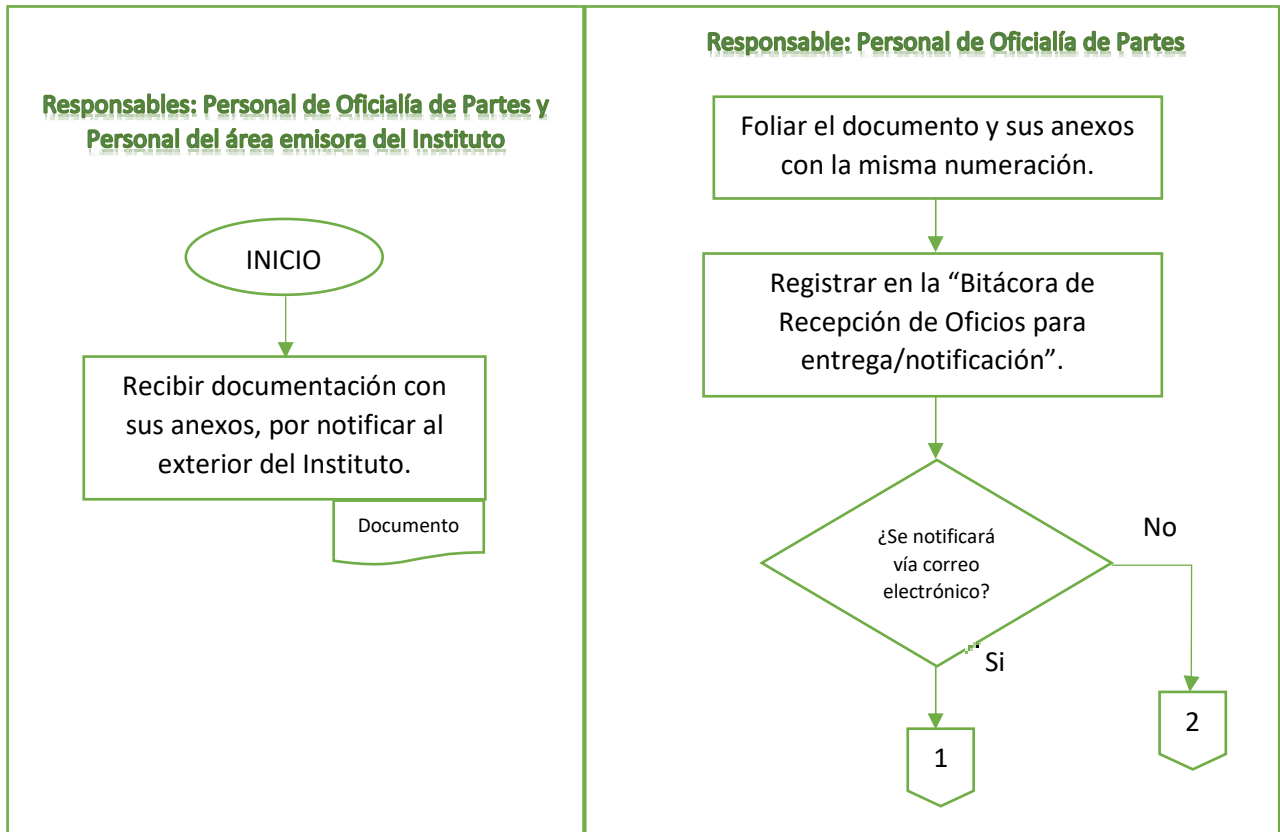 Responsables: Personal de Oficialía de Partes y
Personal del área emisora del Instituto
INICIO
Recibir documentación con
sus anexos, por notificar al
exterior del Instituto.
Documento
Responsable: Personal de Oficialía de Partes
Foliar el documento y sus anexos
con la misma numeración.
Registrar en la “Bitácora de
Recepción de Oficios para
entrega/notificación”.
¿Se notificará
vía correo
electrónico?
No
Si
2
1